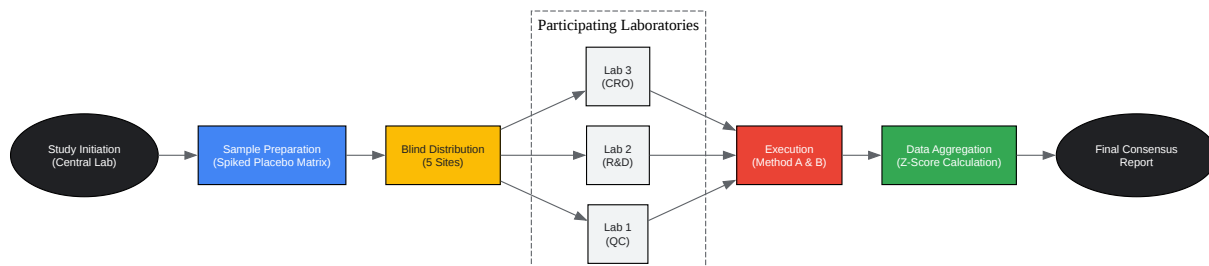 Participating Laboratories
Study Initiation
(Central Lab)
Sample Preparation
(Spiked Placebo Matrix)
Blind Distribution
(5 Sites)
Lab 3
(CRO)
Lab 2
(R&D)
Lab 1
(QC)
Execution
(Method A & B)
Data Aggregation
(Z-Score Calculation)
Final Consensus
Report